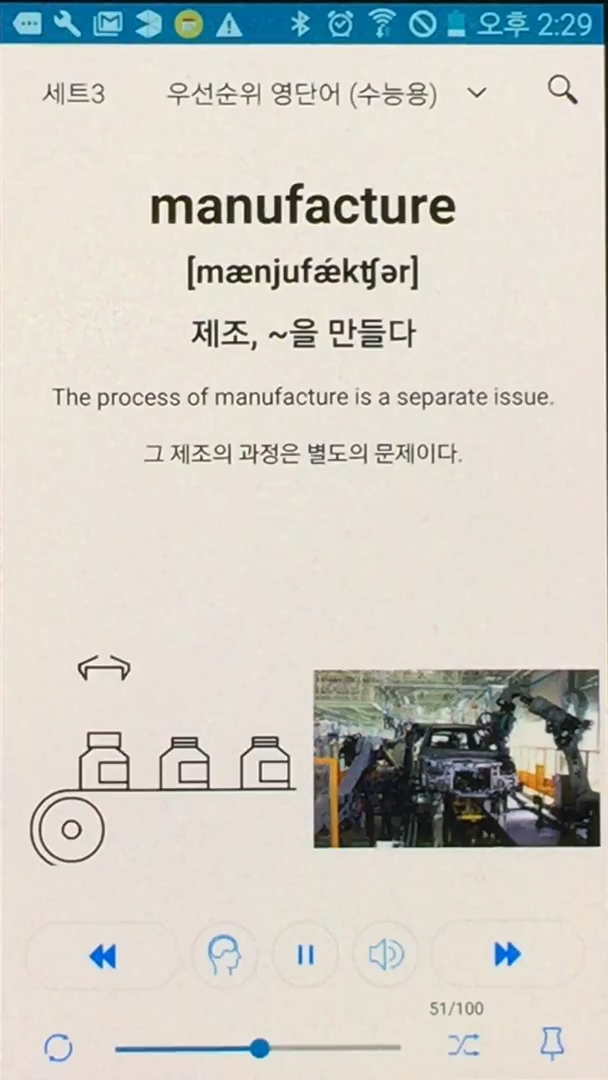 오후 2:29
세트3 우선순위 영단어 (수능용)
manufacture
[mænjufǽktʃər]
제조, ~을 만들다
The process of manufacture is a separate issue.
그 제조의 과정은 별도의 문제이다.
51/100